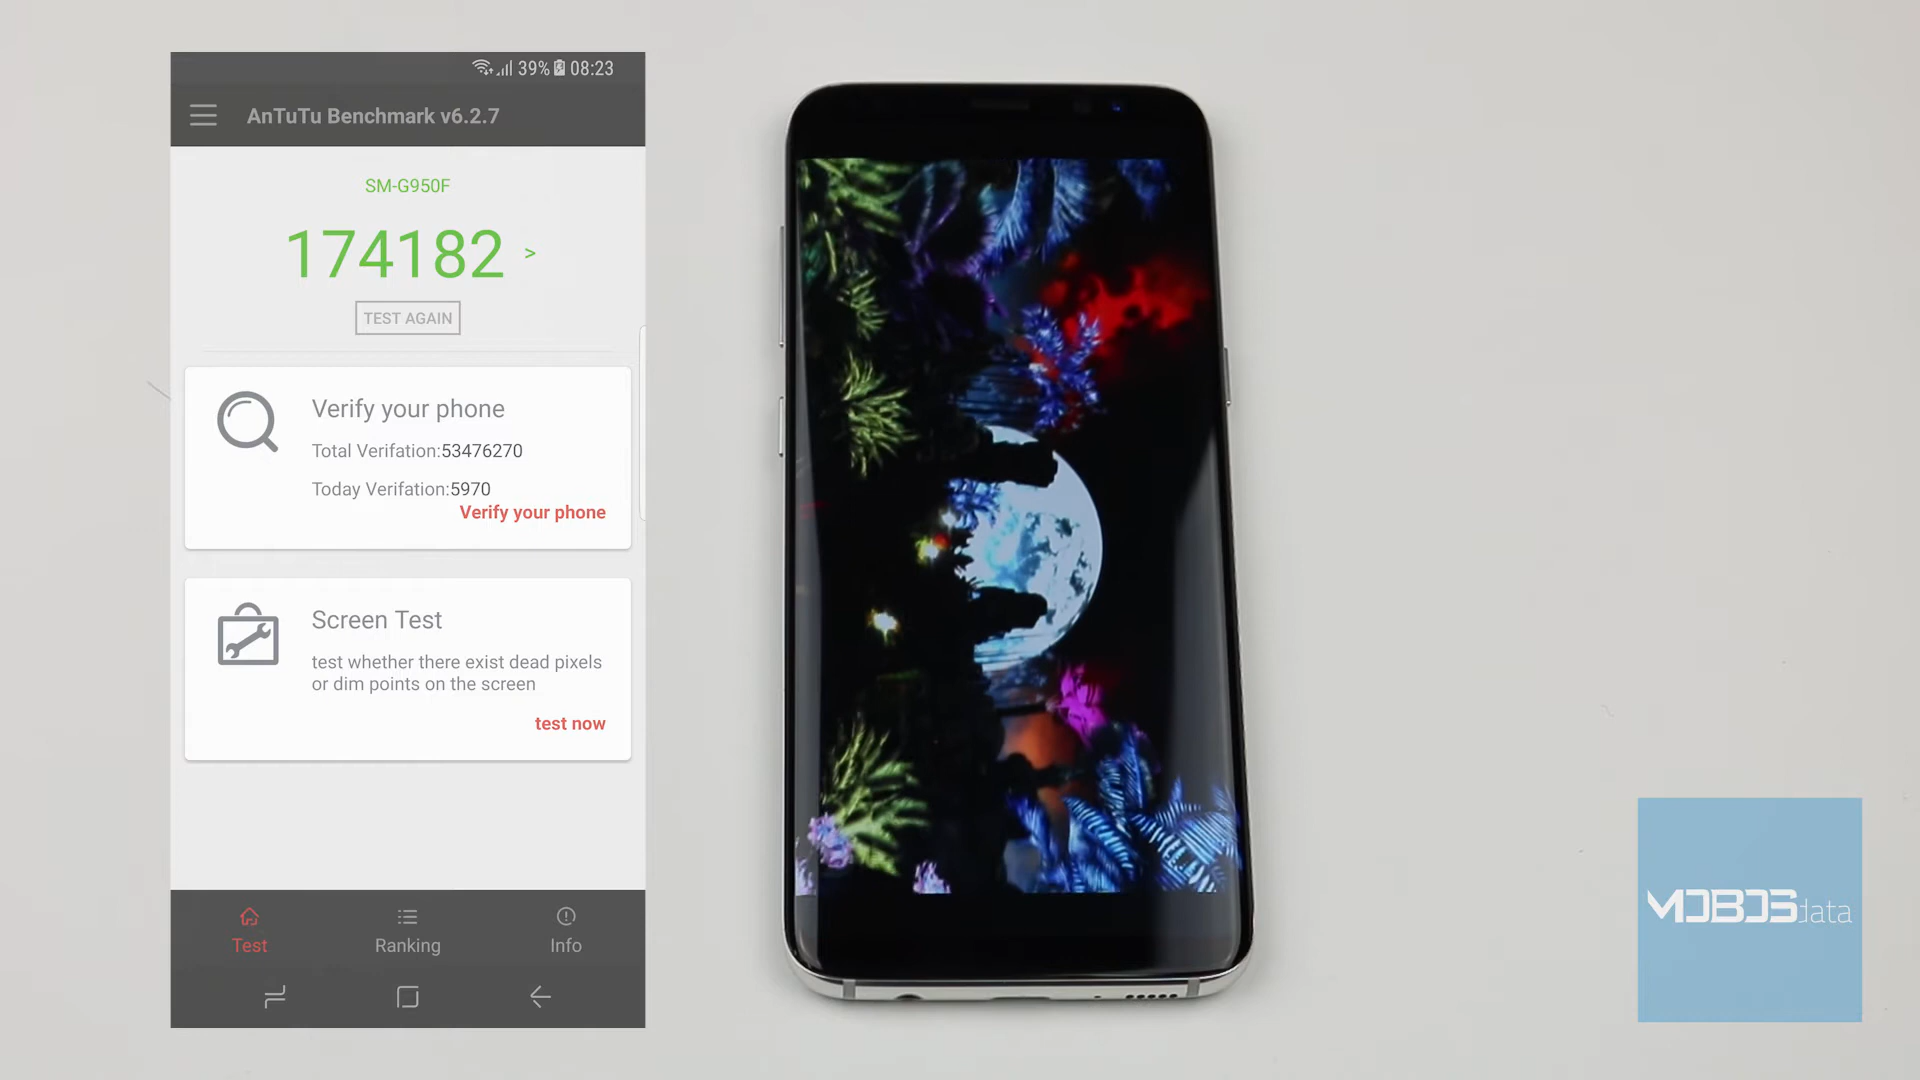 39% 08:23
AnTuTu Benchmark v6.2.7
SM-G950F
174182 >
TEST AGAIN
Verify your phone
Total Verifation:53476270
Today Verifation:5970
Verify your phone
Screen Test
test whether there exist dead pixels
or dim points on the screen
test now
Test Ranking Info
MOBOSdata